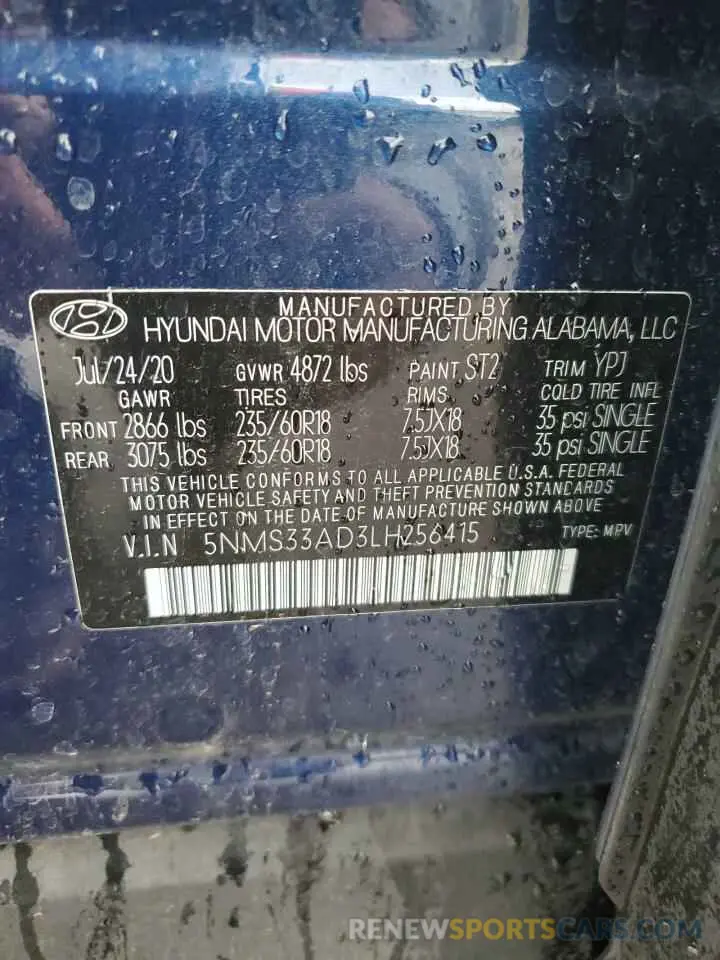 MANUFACTURED BY
HYUNDAI MOTOR MANUFACTURING ALABAMA, LLC
Jul/24/20 GVWR 4872 lbs PAINT ST2 TRIM YPJ
GAWR TIRES RIMS COLD TIRE INFL
FRONT 2866 lbs 235/60R18 7.5JX18 35 psi SINGLE
REAR 3075 lbs 235/60R18 7.5JX18 35 psi SINGLE
THIS VEHICLE CONFORMS TO ALL APPLICABLE U.S.A. FEDERAL
MOTOR VEHICLE SAFETY AND THEFT PREVENTION STANDARDS
IN EFFECT ON THE DATE OF MANUFACTURE SHOWN ABOVE
V.I.N 5NMS33AD3LH256415 TYPE: MPV
RENEWSPORTSCARS.COM